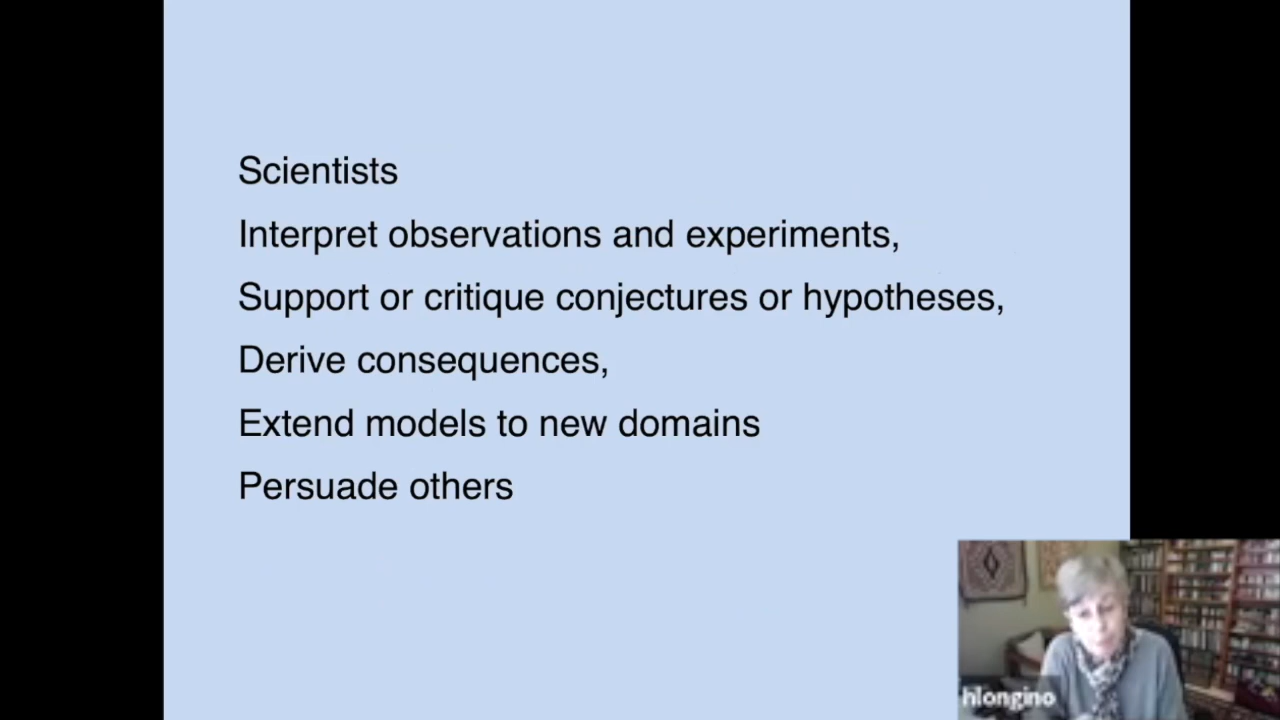 Scientists
Interpret observations and experiments,
Support or critique conjectures or hypotheses,
Derive consequences,
Extend models to new domains
Persuade others
hlongino